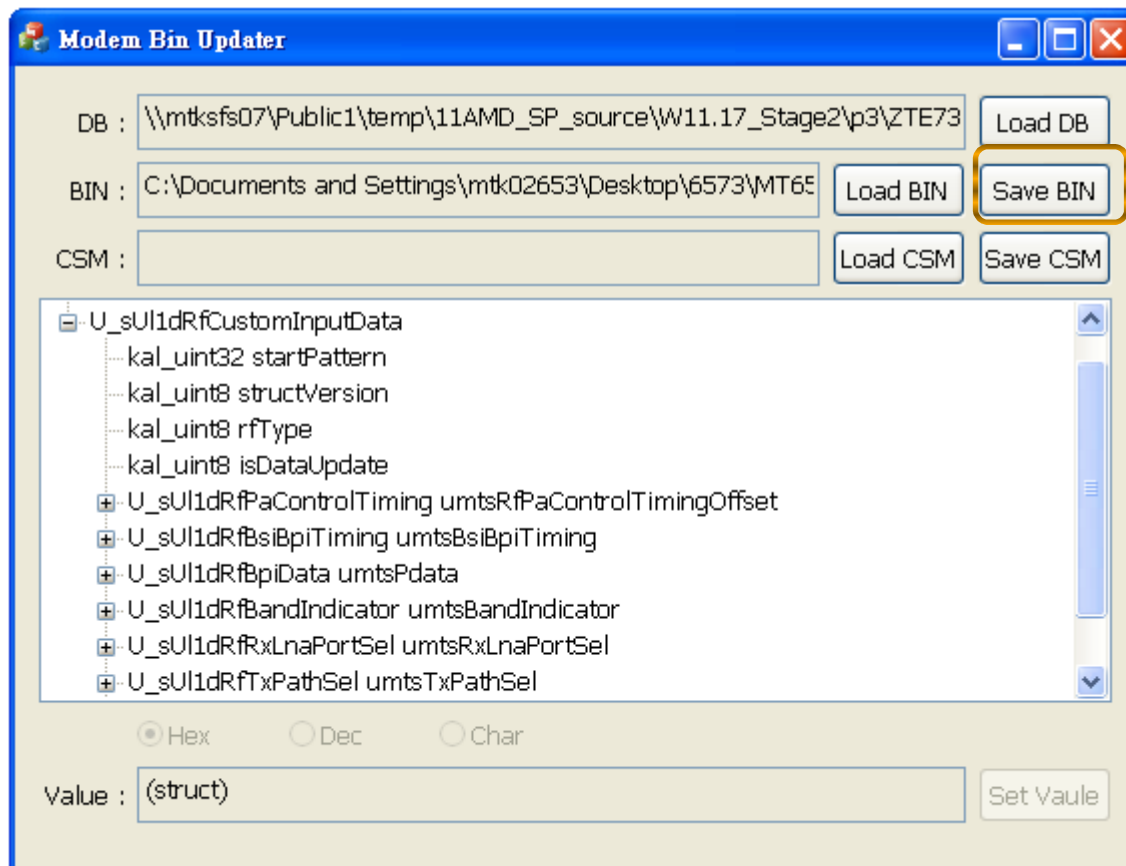 Modem Bin Updater
DB : \\mtksfs07\Public1\temp\11AMD_SP_source\W11.17_Stage2\p3\ZTE73 Load DB
BIN : C:\Documents and Settings\mtk02653\Desktop\6573\MT65 Load BIN Save BIN
CSM : Load CSM Save CSM
U_sUl1dRfCustomInputData
kal_uint32 startPattern
kal_uint8 structVersion
kal_uint8 rfType
kal_uint8 isDataUpdate
U_sUl1dRfPaControlTiming umtsRfPaControlTimingOffset
U_sUl1dRfBsiBpiTiming umtsBsiBpiTiming
U_sUl1dRfBpiData umtsPdata
U_sUl1dRfBandIndicator umtsBandIndicator
U_sUl1dRfRxLnaPortSel umtsRxLnaPortSel
U_sUl1dRfTxPathSel umtsTxPathSel
Hex Dec Char
Value : (struct) Set Vaule